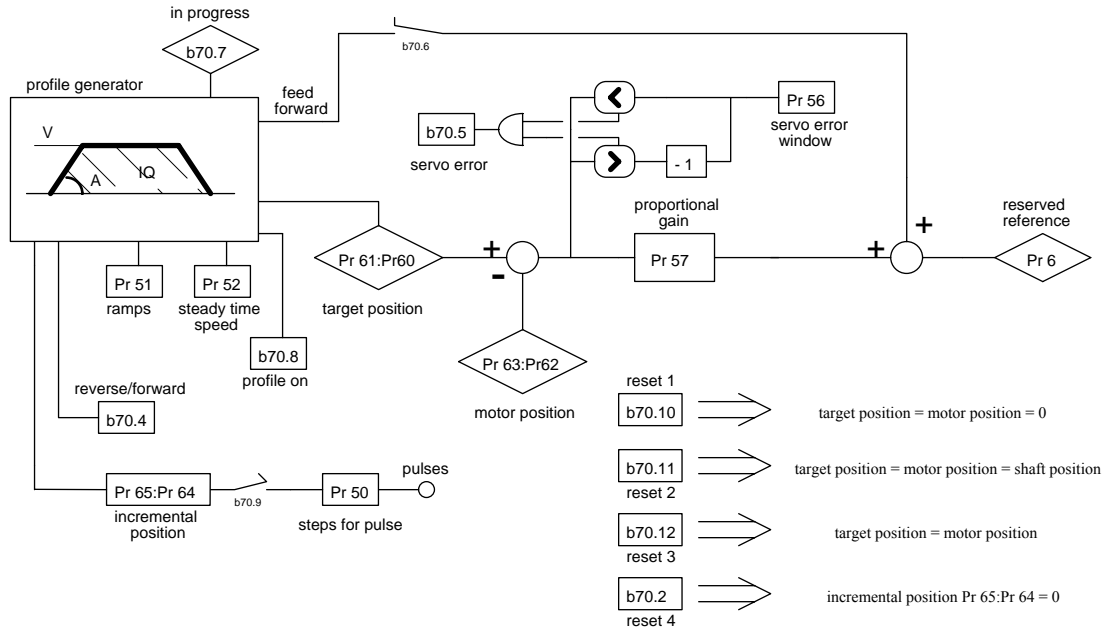 in progress
b70.7
b70.6
profile generator
feed
forward
V
A
IQ
b70.5
servo error
Pr 56
servo error
window
- 1
proportional
gain
Pr 57
reserved
reference
Pr 6
+
-
+
+
Pr 61:Pr60
target position
Pr 51
ramps
Pr 52
steady time
speed
b70.8
profile on
Pr 63:Pr62
motor position
reverse/forward
b70.4
Pr 65:Pr 64
incremental
position
b70.9
Pr 50
steps for pulse
pulses
reset 1
b70.10
target position = motor position = 0
b70.11
reset 2
target position = motor position = shaft position
b70.12
reset 3
target position = motor position
b70.2
reset 4
incremental position Pr 65:Pr 64 = 0